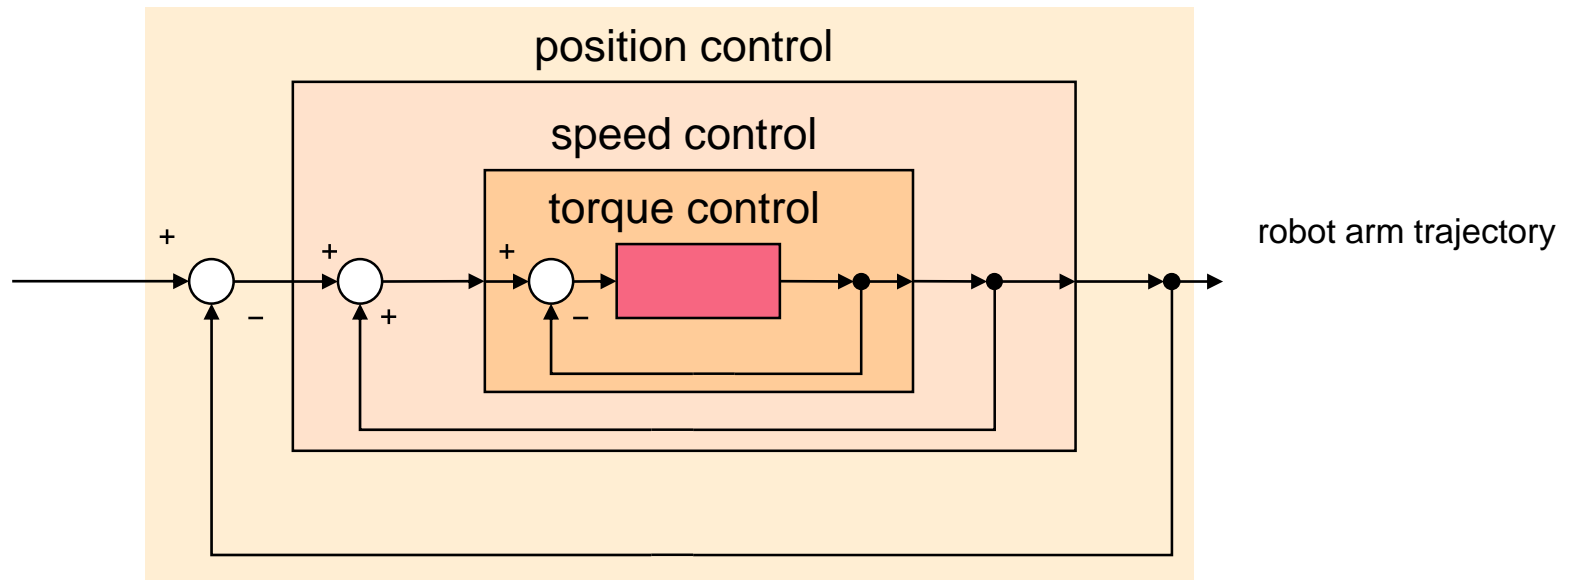 position control
speed control
torque control
robot arm trajectory
+
+
+
−
+
−